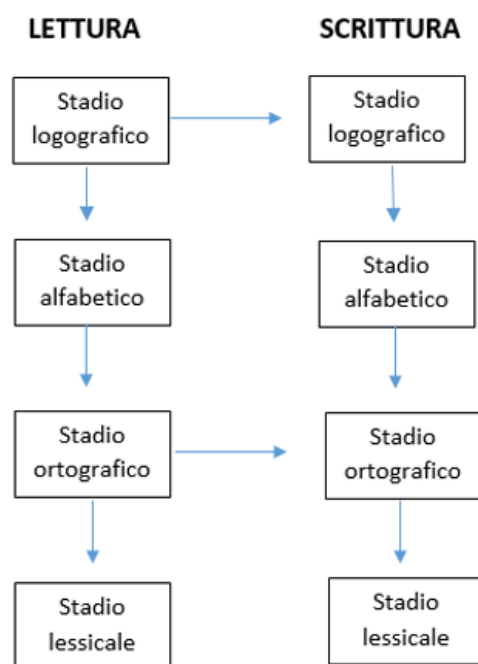 LETTURA
SCRITTURA
Stadio
logografico
Stadio
logografico
Stadio
alfabetico
Stadio
alfabetico
Stadio
ortografico
Stadio
ortografico
Stadio
lessicale
Stadio
lessicale